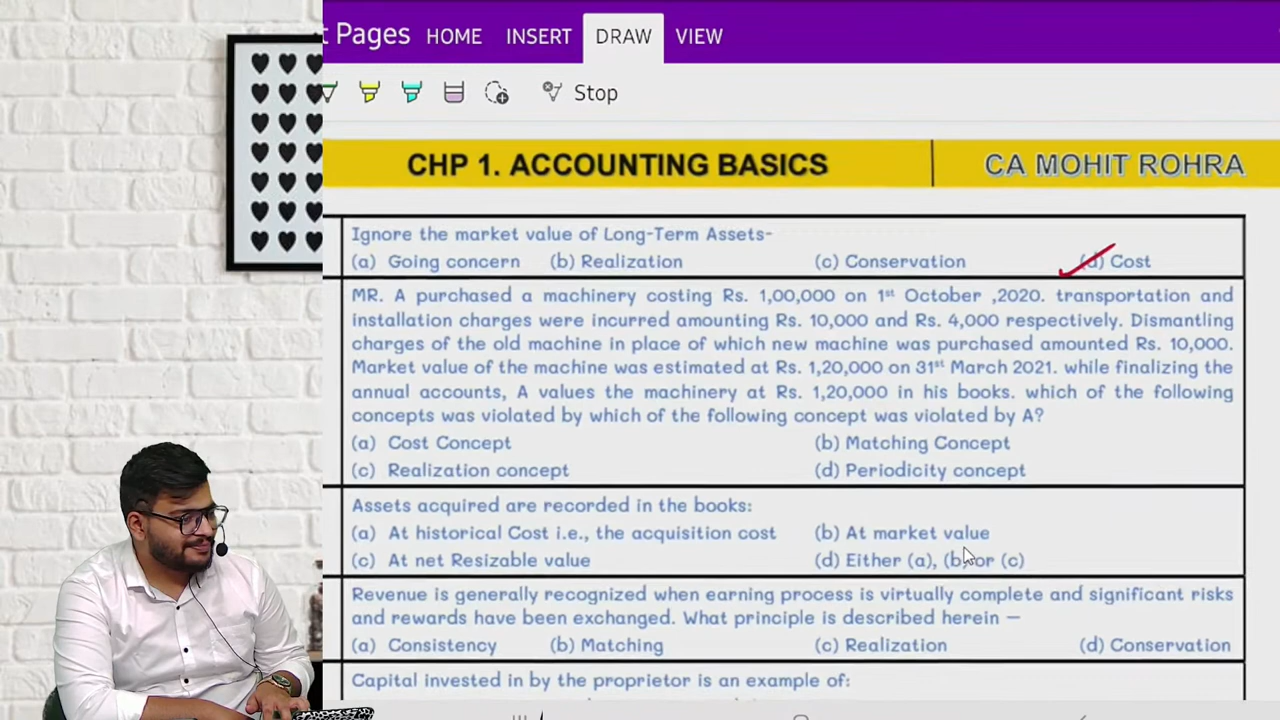 Pages HOME INSERT DRAW VIEW
Stop
CHP 1. ACCOUNTING BASICS CA MOHIT ROHRA
Ignore the market value of Long-Term Assets-
(a) Going concern (b) Realization (c) Conservation (d) Cost
MR. A purchased a machinery costing Rs. 1,00,000 on 1st October ,2020. transportation and
installation charges were incurred amounting Rs. 10,000 and Rs. 4,000 respectively. Dismantling
charges of the old machine in place of which new machine was purchased amounted Rs. 10,000.
Market value of the machine was estimated at Rs. 1,20,000 on 31st March 2021. while finalizing the
annual accounts, A values the machinery at Rs. 1,20,000 in his books. which of the following
concepts was violated by which of the following concept was violated by A?
(a) Cost Concept (b) Matching Concept
(c) Realization concept (d) Periodicity concept
Assets acquired are recorded in the books:
(a) At historical Cost i.e., the acquisition cost (b) At market value
(c) At net Resizable value (d) Either (a), (b) or (c)
Revenue is generally recognized when earning process is virtually complete and significant risks
and rewards have been exchanged. What principle is described herein –
(a) Consistency (b) Matching (c) Realization (d) Conservation
Capital invested in by the proprietor is an example of: